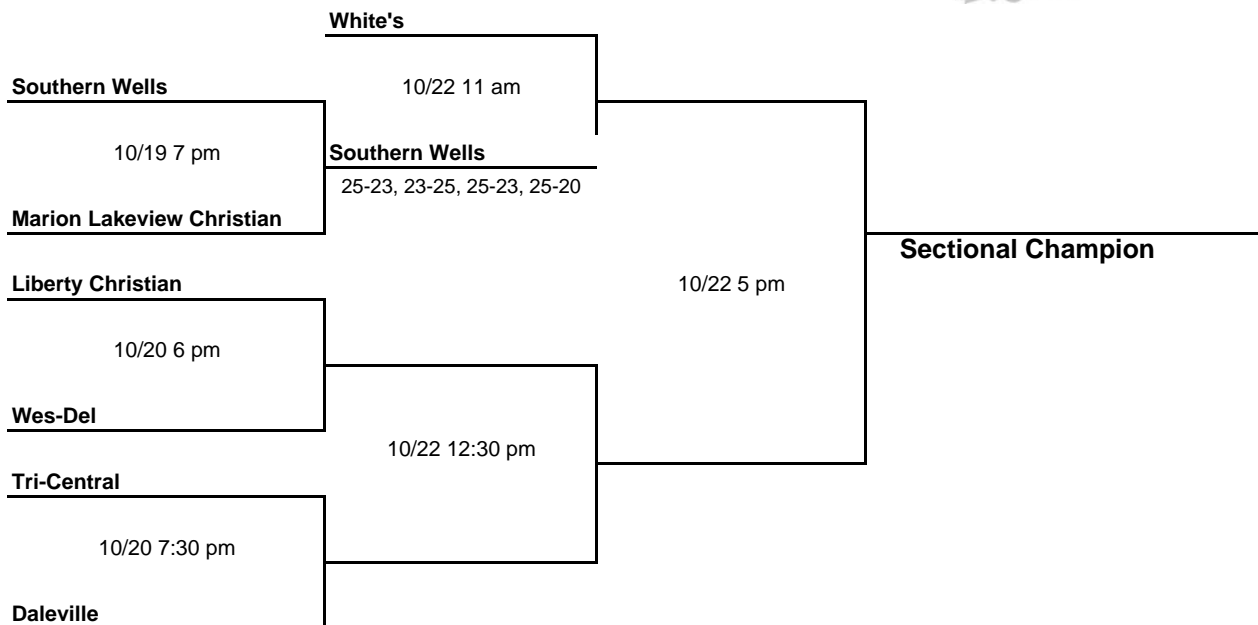 White's
Southern Wells
10/22 11 am
10/19 7 pm
Southern Wells
25-23, 23-25, 25-23, 25-20
Marion Lakeview Christian
Sectional Champion
Liberty Christian
10/22 5 pm
10/20 6 pm
Wes-Del
10/22 12:30 pm
Tri-Central
10/20 7:30 pm
Daleville